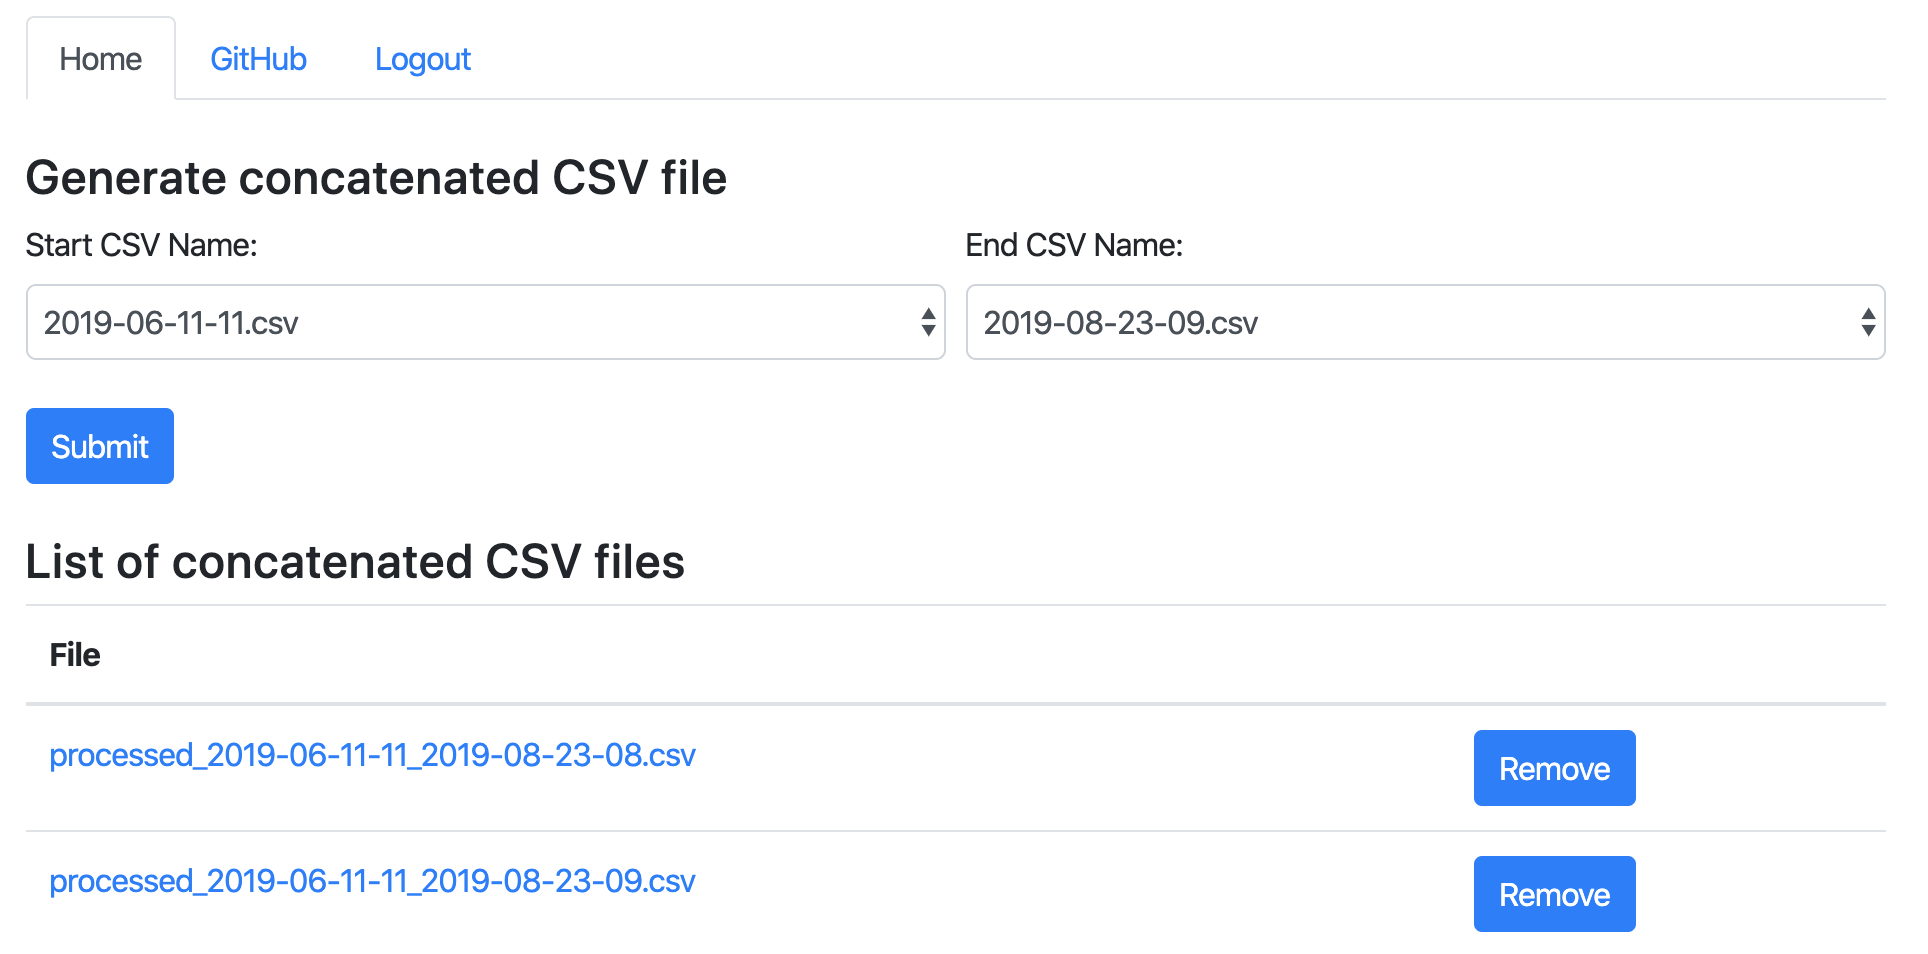 Home GitHub Logout
Generate concatenated CSV file
Start CSV Name: End CSV Name:
2019-06-11-11.csv 2019-08-23-09.csv
Submit
List of concatenated CSV files
File
processed_2019-06-11-11_2019-08-23-08.csv Remove
processed_2019-06-11-11_2019-08-23-09.csv Remove